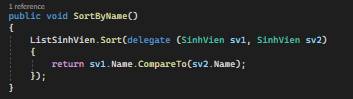 1 reference
public void SortByName()
{
ListSinhVien.Sort(delegate (SinhVien sv1, SinhVien sv2)
{
return sv1.Name.CompareTo(sv2.Name);
});
}